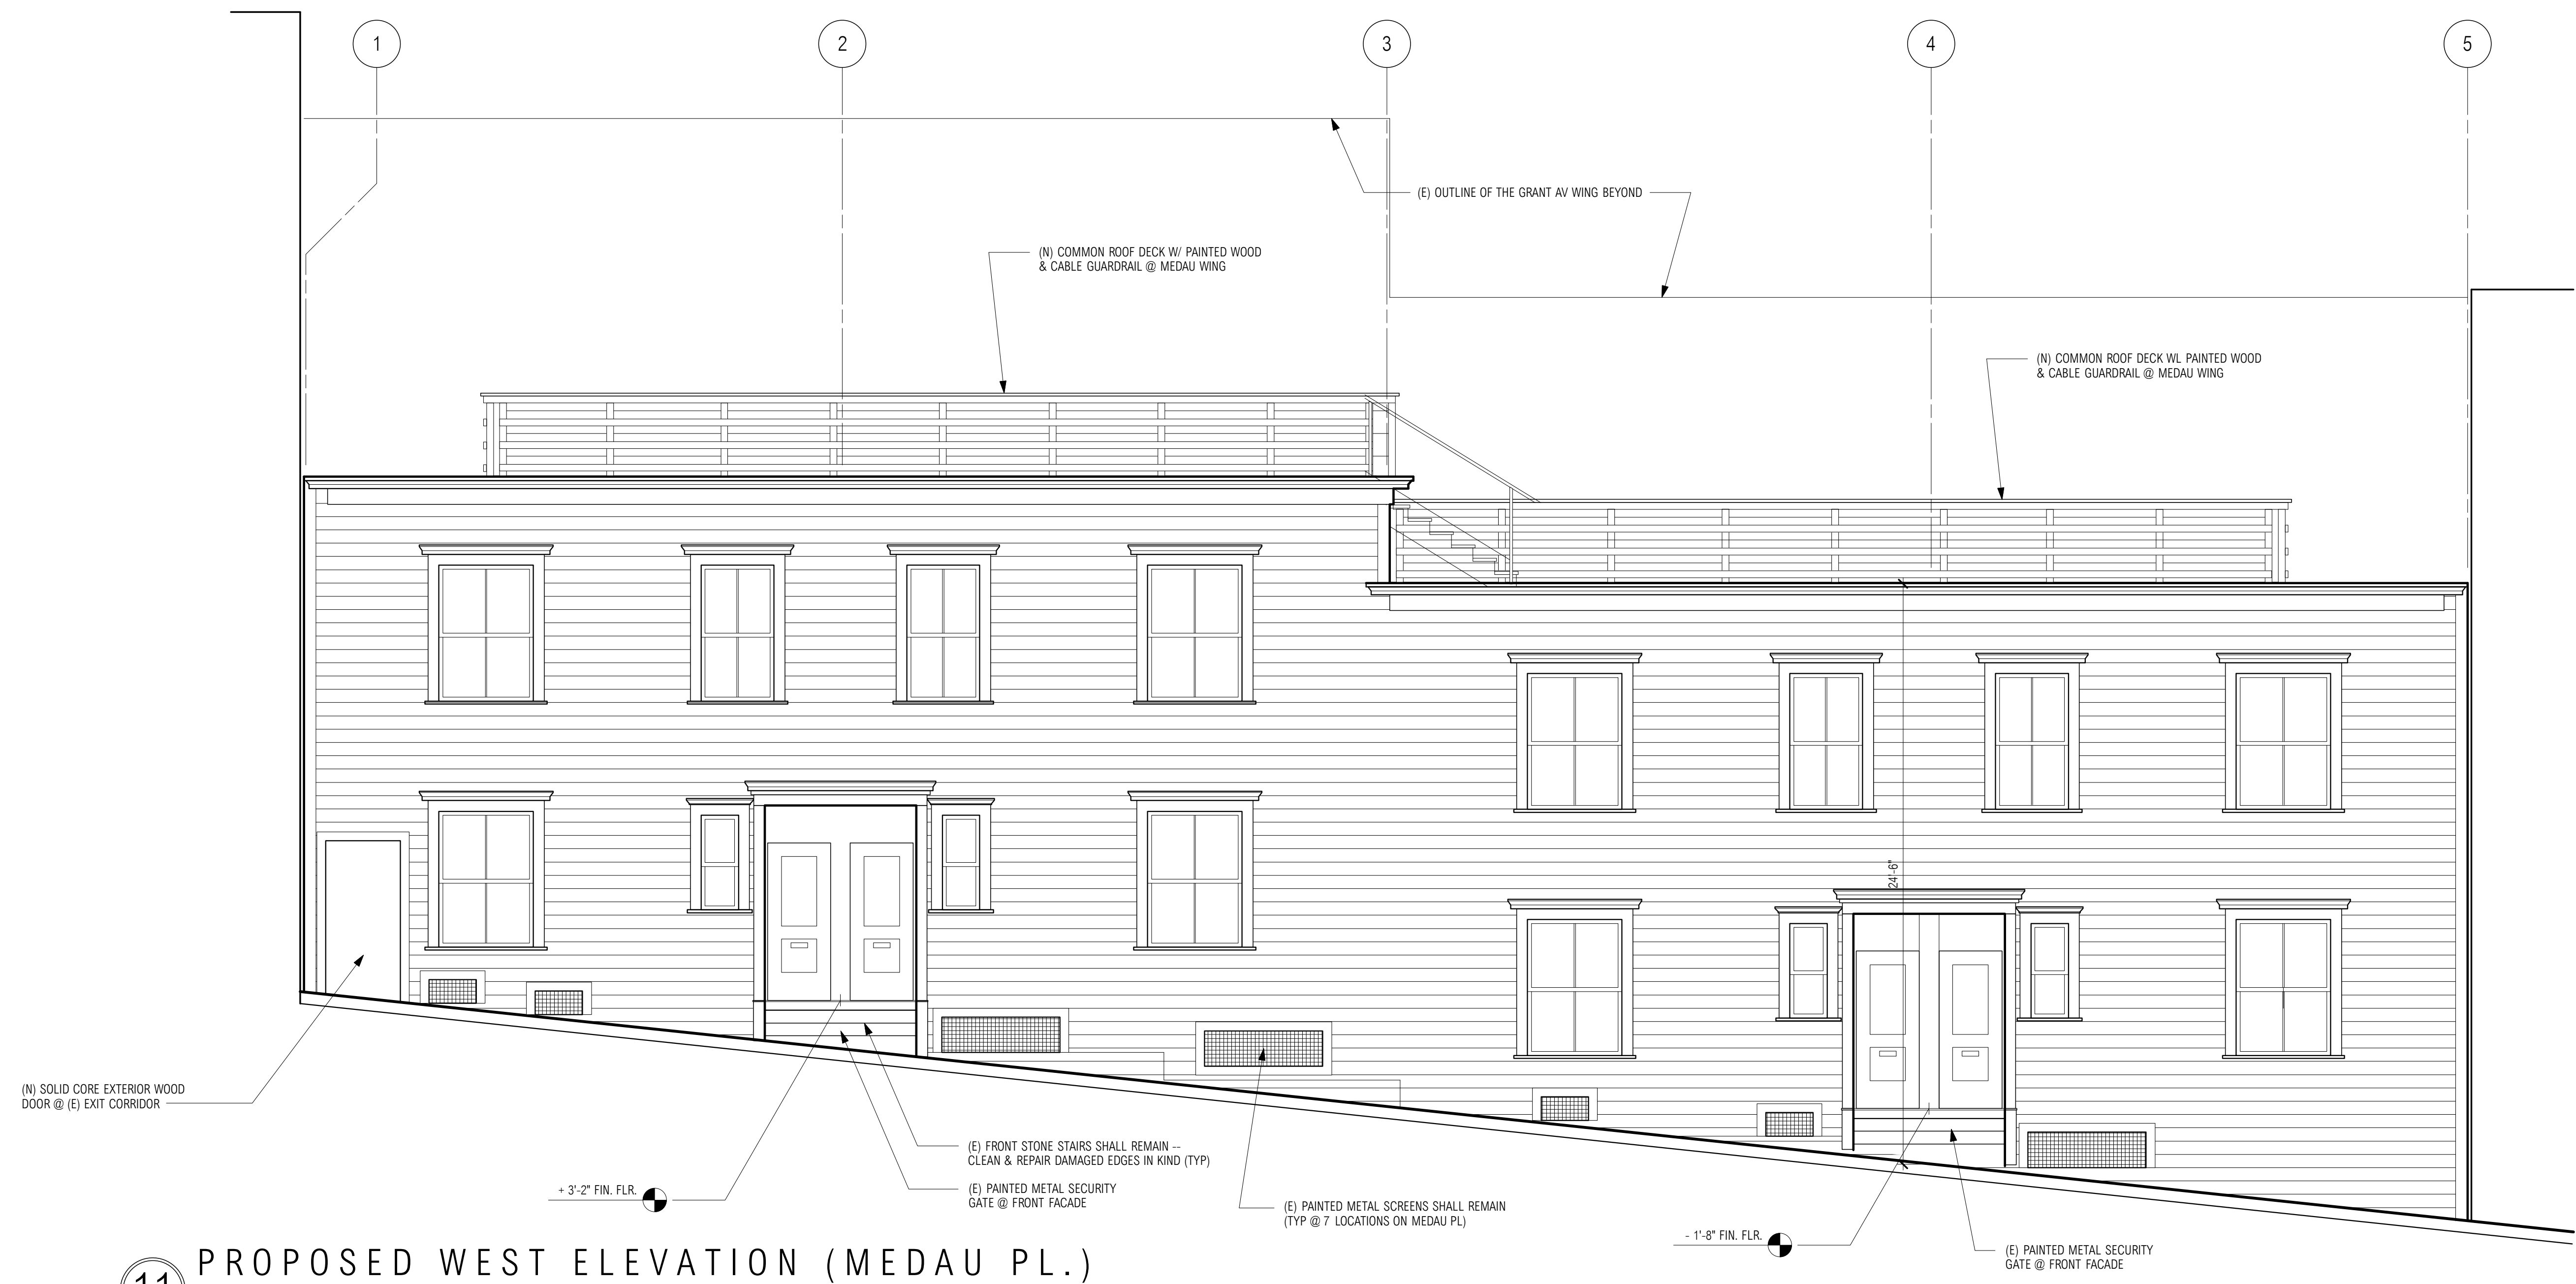 1
2
3
4
5
(E) OUTLINE OF THE GRANT AV WING BEYOND
(N) COMMON ROOF DECK W/ PAINTED WOOD
& CABLE GUARDRAIL @ MEDAU WING
(N) COMMON ROOF DECK WL PAINTED WOOD
& CABLE GUARDRAIL @ MEDAU WING
24'-6"
(N) SOLID CORE EXTERIOR WOOD
DOOR @ (E) EXIT CORRIDOR
(E) FRONT STONE STAIRS SHALL REMAIN --
CLEAN & REPAIR DAMAGED EDGES IN KIND (TYP)
+ 3'-2" FIN. FLR.
(E) PAINTED METAL SECURITY
GATE @ FRONT FACADE
(E) PAINTED METAL SCREENS SHALL REMAIN
(TYP @ 7 LOCATIONS ON MEDAU PL)
- 1'-8" FIN. FLR.
(E) PAINTED METAL SECURITY
GATE @ FRONT FACADE
11
PROPOSED WEST ELEVATION (MEDAU PL.)